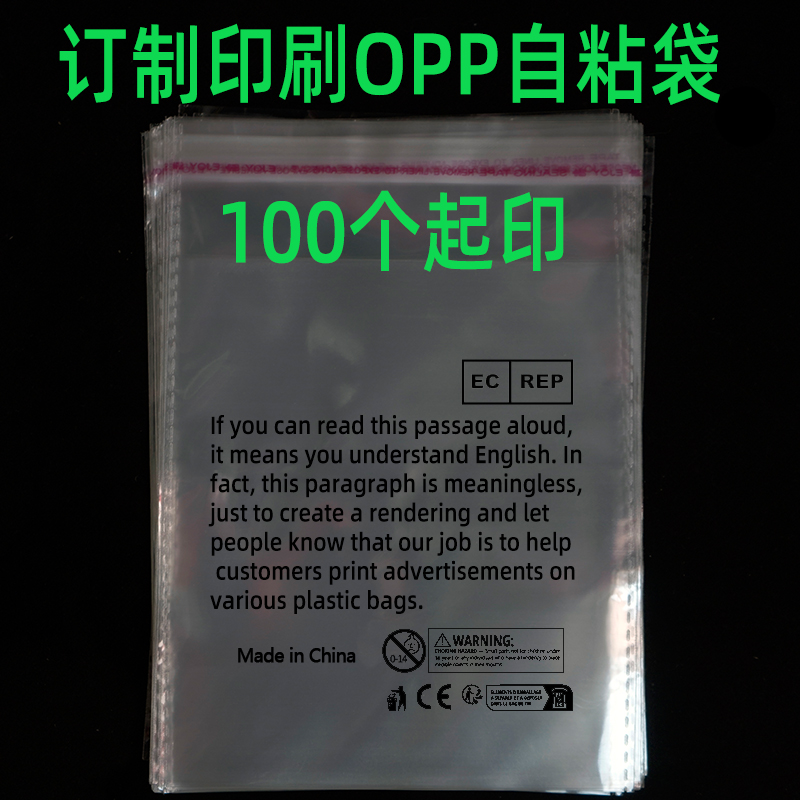 订制印刷OPP自粘袋
100个起印
EC REP
If you can read this passage aloud,
it means you understand English. In
fact, this paragraph is meaningless,
just to create a rendering and let
people know that our job is to help
customers print advertisements on
various plastic bags.
Made in China
0-14
WARNING:
CHOKING HAZARD
CE